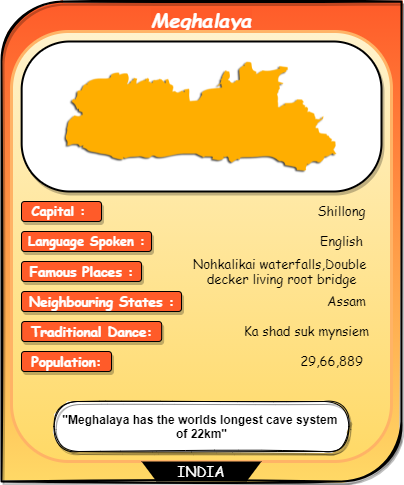 Meghalaya
Capital : Shillong
Language Spoken : English
Famous Places : Nohkalikai waterfalls,Double
decker living root bridge
Neighbouring States : Assam
Traditional Dance: Ka shad suk mynsiem
Population: 29,66,889
"Meghalaya has the worlds longest cave system
of 22km"
INDIA